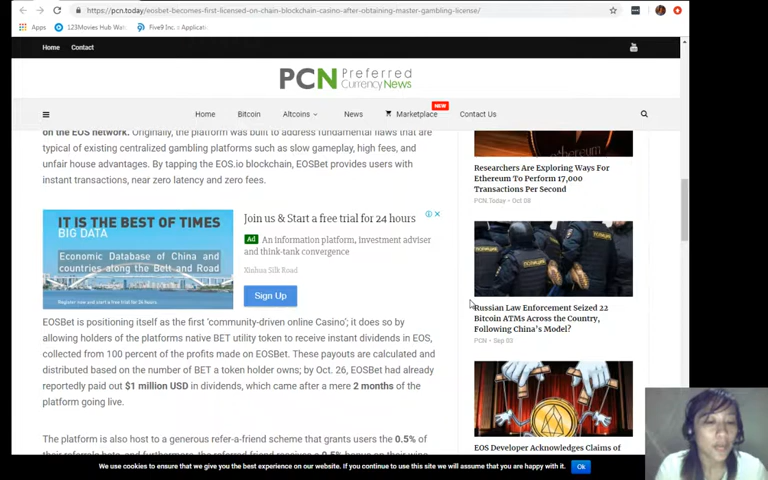 https://pcn.today/eosbet-becomes-first-licensed-on-chain-blockchain-casino-after-obtaining-master-gambling-license/
Apps
123Movies Hub Wat
Five9 Inc.'s Applicati
Home
Contact
PCN Preferred
Currency News
Home
Bitcoin
Altcoins
News
Marketplace
NEW
Contact Us
on the EOS network. Originally, the platform was built to address fundamental flaws that are
typical of existing centralized gambling platforms such as slow gameplay, high fees, and
unfair house advantages. By tapping the EOS.io blockchain, EOSBet provides users with
instant transactions, near zero latency and zero fees.
IT IS THE BEST OF TIMES
BIG DATA
Economic Database of China and
countries along the Belt and Road
Register now and start a free trial for 24 hours
Join us & Start a free trial for 24 hours
Ad
An information platform, investment adviser
and think-tank convergence
Xinhua Silk Road
Sign Up
EOSBet is positioning itself as the first 'community-driven online Casino'; it does so by
allowing holders of the platforms native BET utility token to receive instant dividends in EOS,
collected from 100 percent of the profits made on EOSBet. These payouts are calculated and
distributed based on the number of BET a token holder owns; by Oct. 26, EOSBet had already
reportedly paid out $1 million USD in dividends, which came after a mere 2 months of the
platform going live.
The platform is also host to a generous refer-a-friend scheme that grants users the 0.5% of
Researchers Are Exploring Ways For
Ethereum To Perform 17,000
Transactions Per Second
PCN.Today - Oct 08
Russian Law Enforcement Seized 22
Bitcoin ATMs Across the Country,
Following China's Model?
PCN - Sep 03
EOS Developer Acknowledges Claims of
We use cookies to ensure that we give you the best experience on our website. If you continue to use this site we will assume that you are happy with it.
Ok